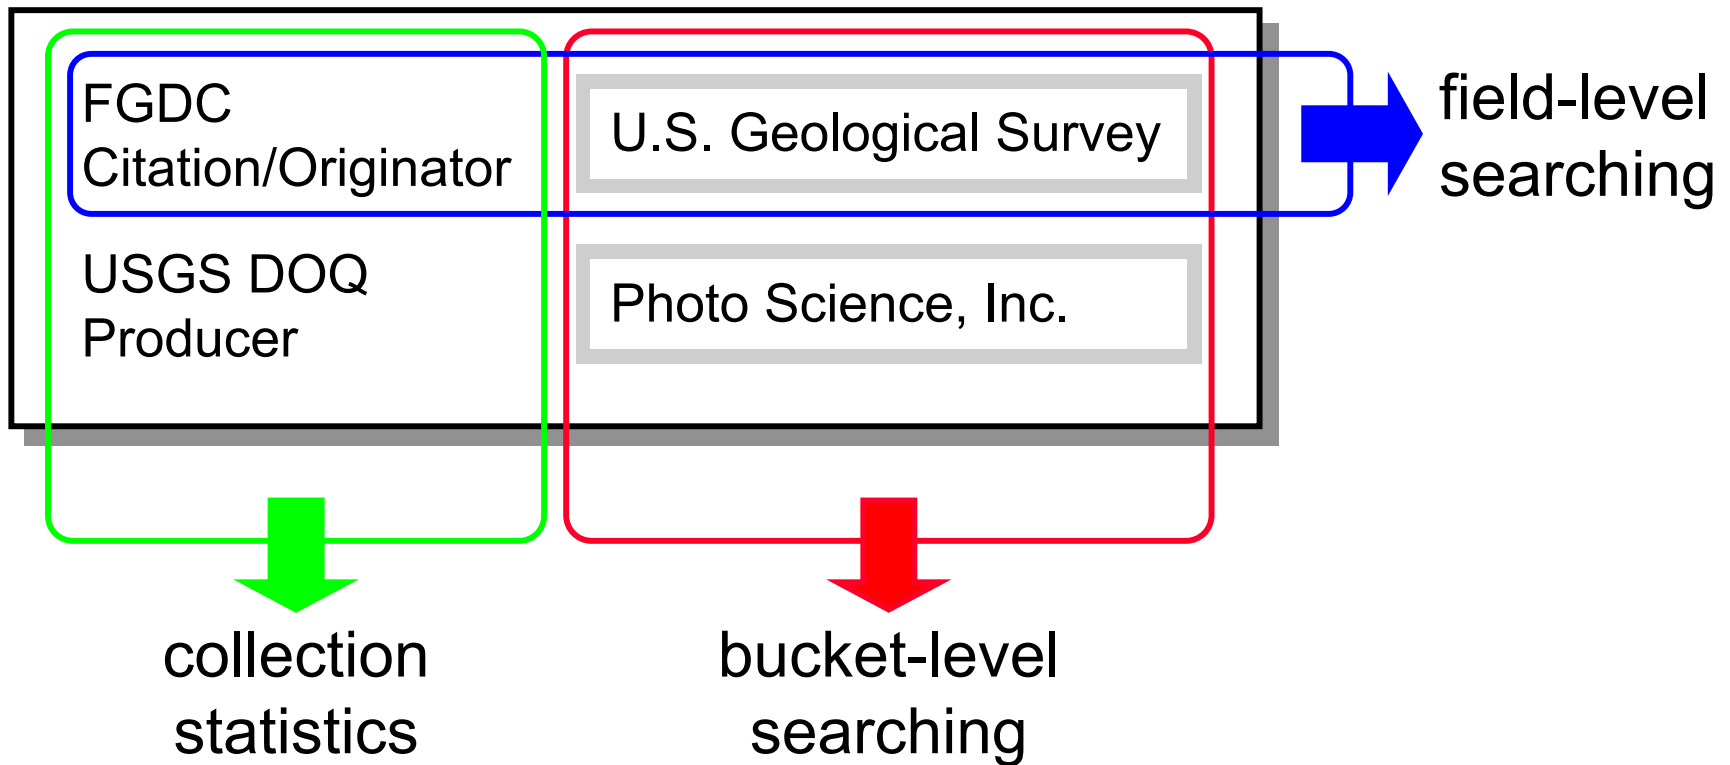 FGDC
Citation/Originator
U.S. Geological Survey
field-level
searching
USGS DOQ
Producer
Photo Science, Inc.
collection
statistics
bucket-level
searching